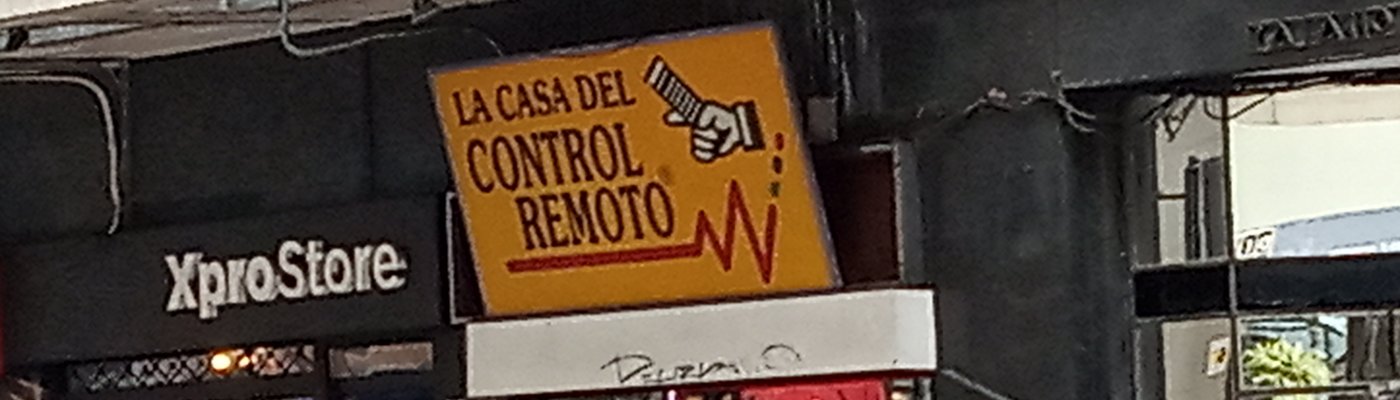 LA CASA DEL
CONTROL
REMOTO
XproStore